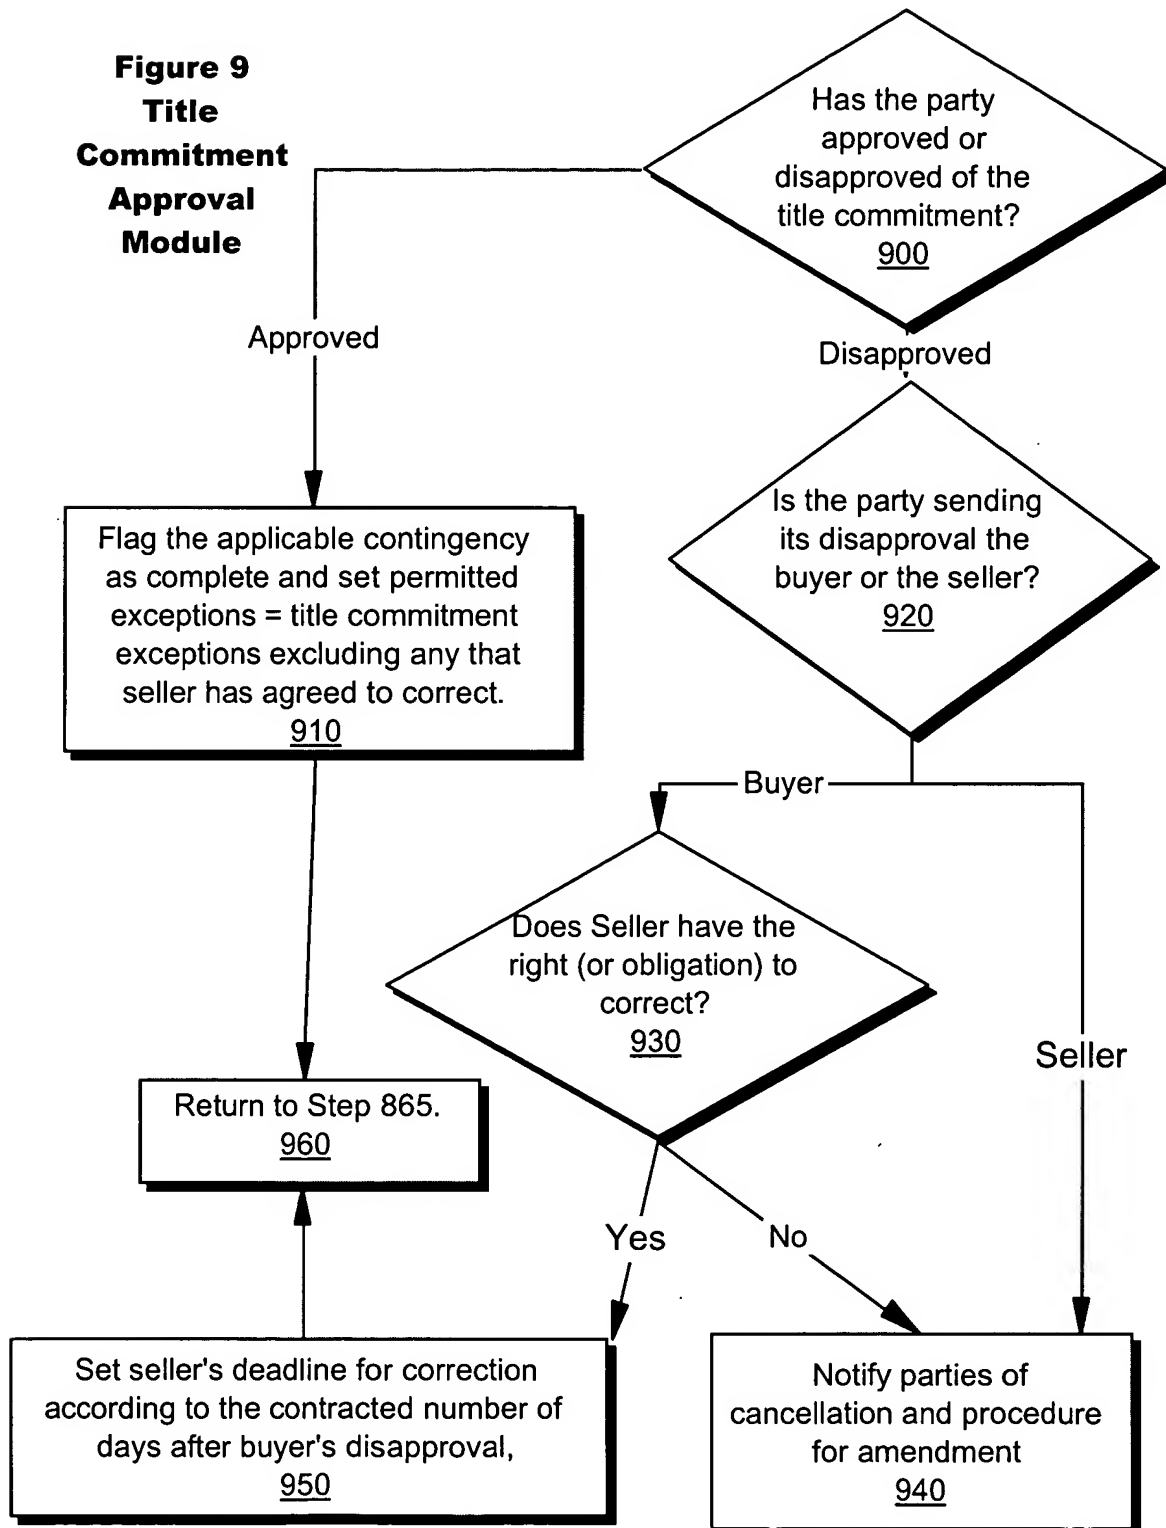 Figure 9
Title
Commitment
Approval
Module
Has the party
approved or
disapproved of the
title commitment?
900
Approved
Disapproved
Flag the applicable contingency
as complete and set permitted
exceptions = title commitment
exceptions excluding any that
seller has agreed to correct.
910
Is the party sending
its disapproval the
buyer or the seller?
920
Buyer
Does Seller have the
right (or obligation) to
correct?
930
Seller
Return to Step 865.
960
Yes
No
Set seller's deadline for correction
according to the contracted number of
days after buyer's disapproval,
950
Notify parties of
cancellation and procedure
for amendment
940